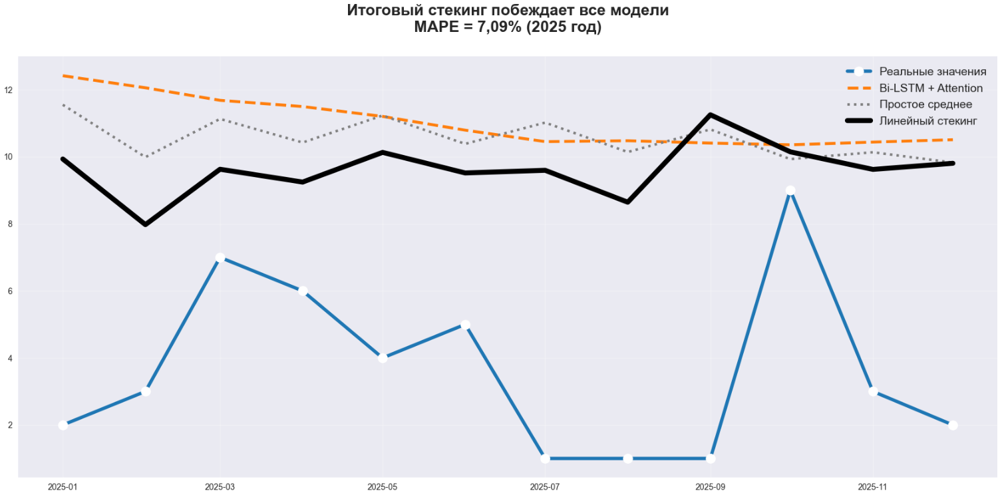 Итоговый стекинг побеждает все модели
MAPE = 7,09% (2025 год)
Реальные значения
Bi-LSTM + Attention
Простое среднее
Линейный стекинг
12
10
8
6
4
2
2025-01
2025-03
2025-05
2025-07
2025-09
2025-11